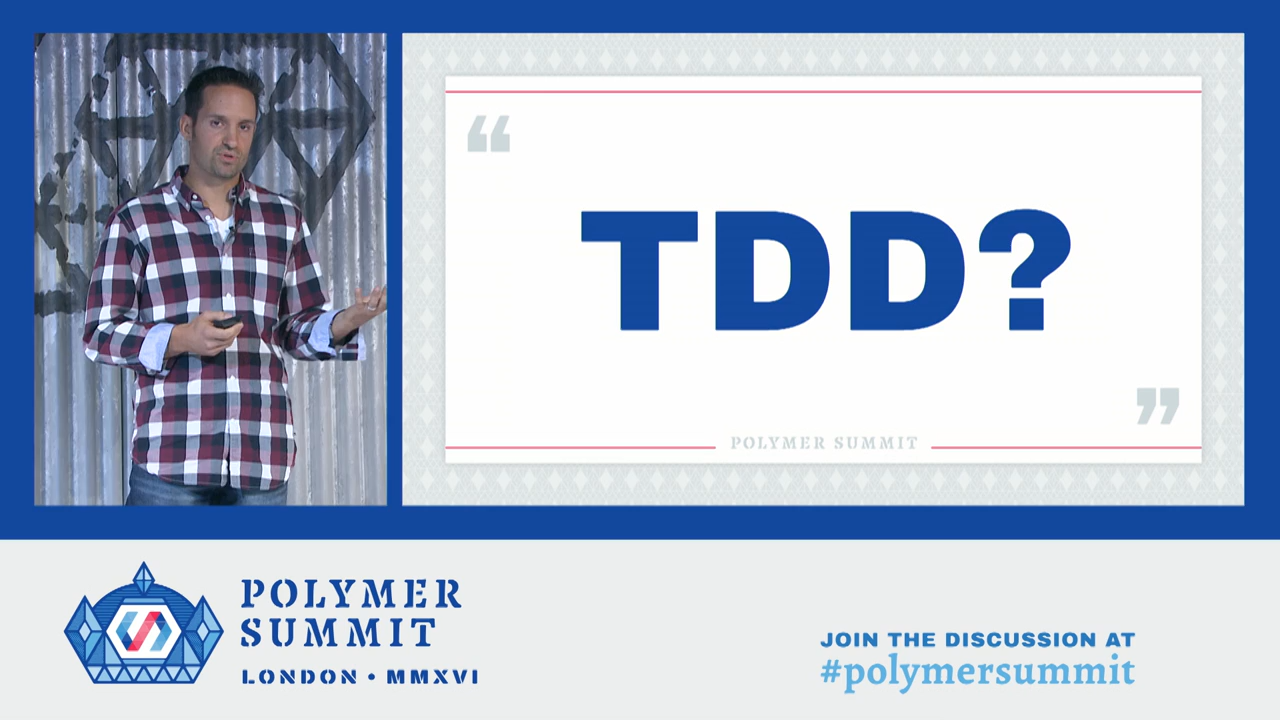 “
TDD?
”
POLYMER SUMMIT
POLYMER
SUMMIT
LONDON • MMXVI
JOIN THE DISCUSSION AT
#polymersummit